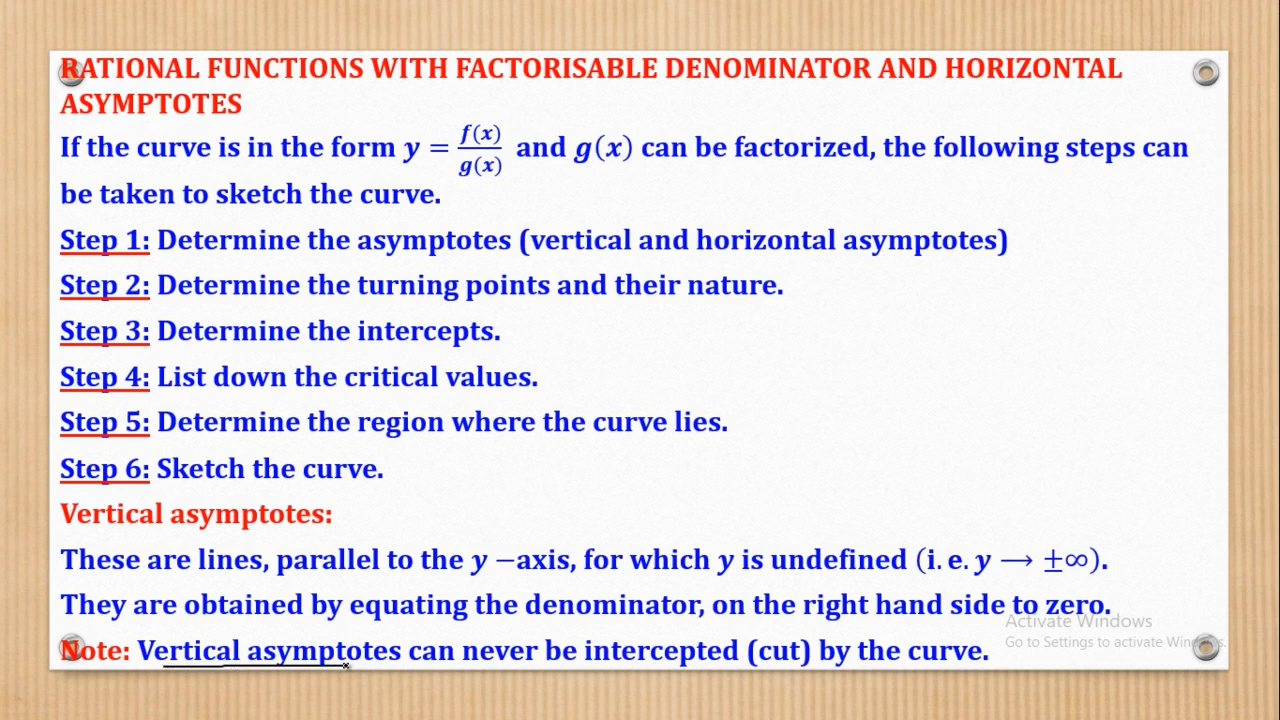 RATIONAL FUNCTIONS WITH FACTORISABLE DENOMINATOR AND HORIZONTAL
ASYMPTOTES
If the curve is in the form y = f(x)/g(x) and g(x) can be factorized, the following steps can
be taken to sketch the curve.
Step 1: Determine the asymptotes (vertical and horizontal asymptotes)
Step 2: Determine the turning points and their nature.
Step 3: Determine the intercepts.
Step 4: List down the critical values.
Step 5: Determine the region where the curve lies.
Step 6: Sketch the curve.
Vertical asymptotes:
These are lines, parallel to the y −axis, for which y is undefined (i. e. y ⟶ ±∞).
They are obtained by equating the denominator, on the right hand side to zero.
Activate Windows
Go to Settings to activate Windows.
Note: Vertical asymptotes can never be intercepted (cut) by the curve.